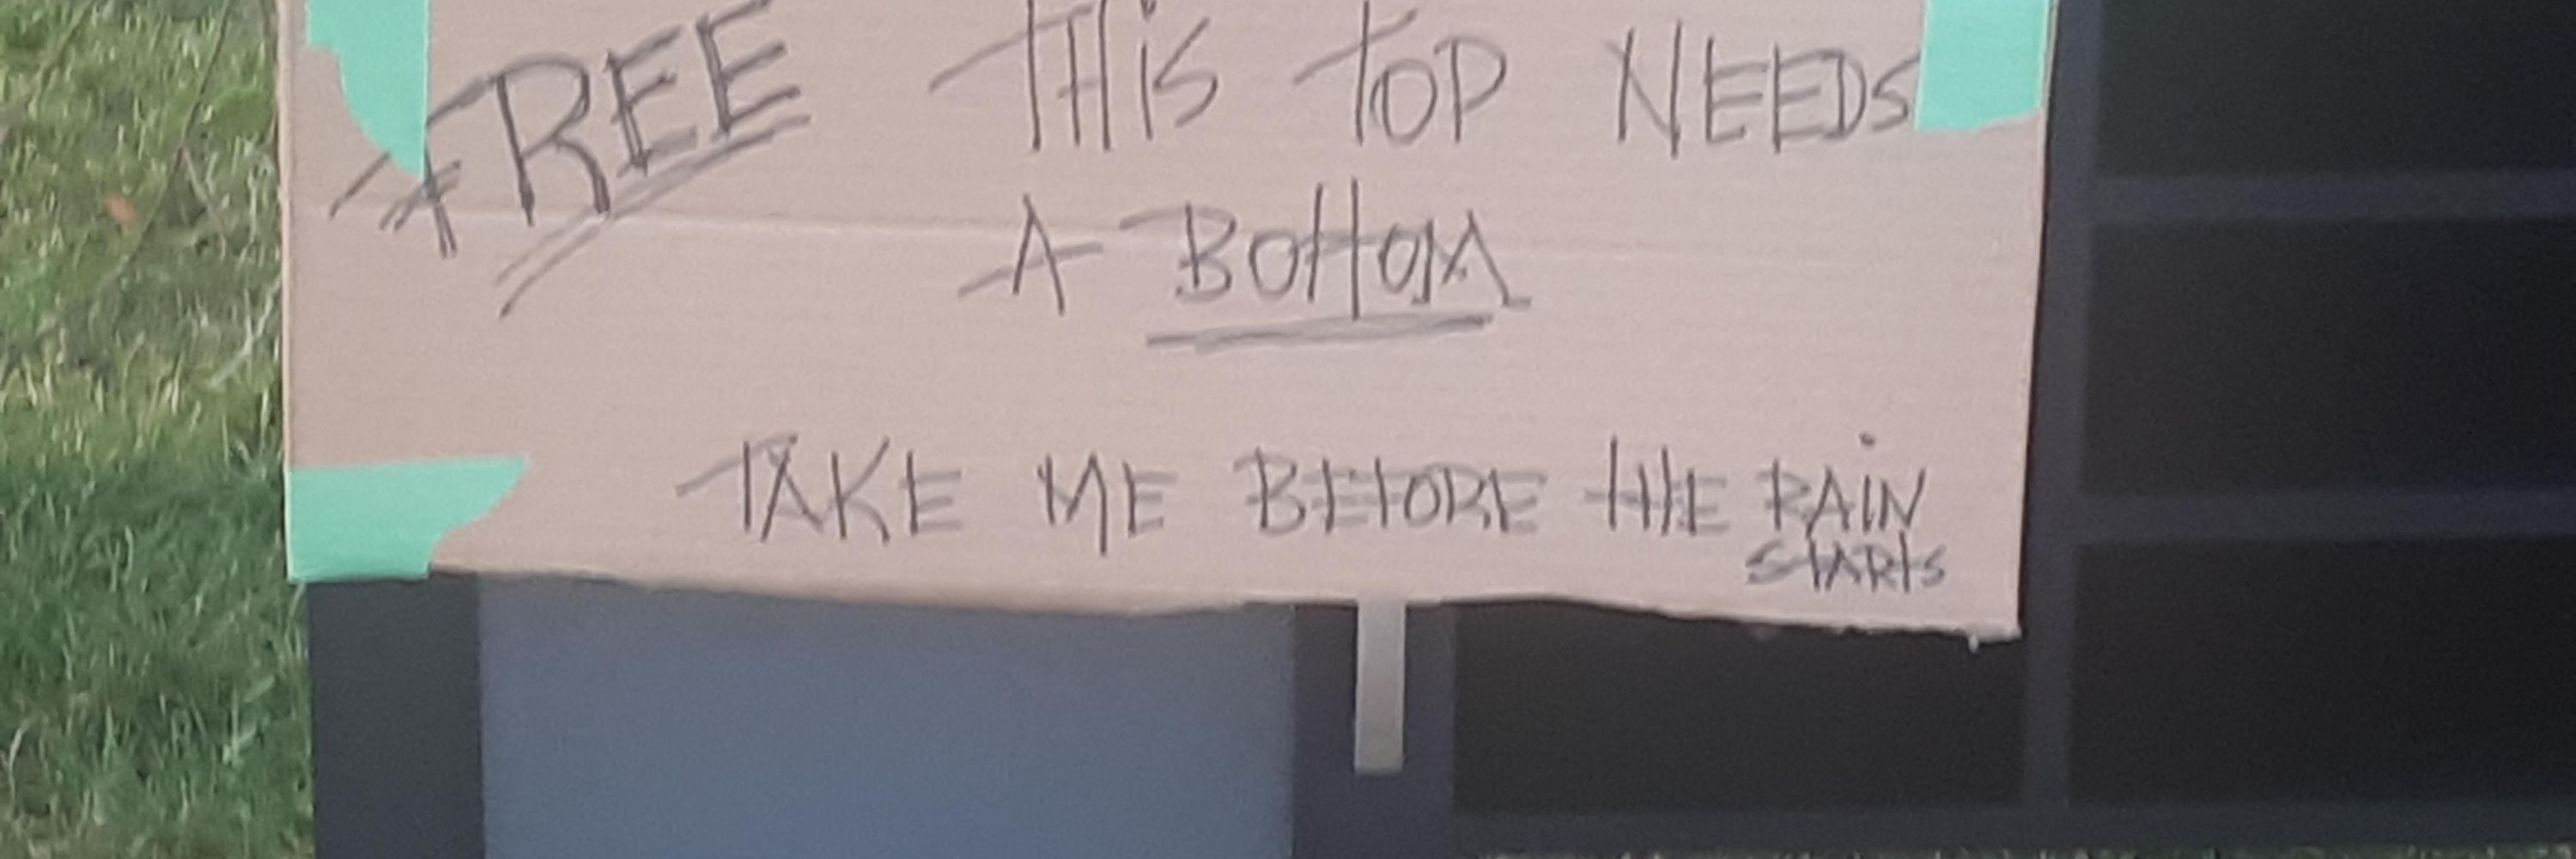 FREE THiS TOP NEEDS
A BOTTOM
TAKE ME BEFORE THE RAiN
STARTS